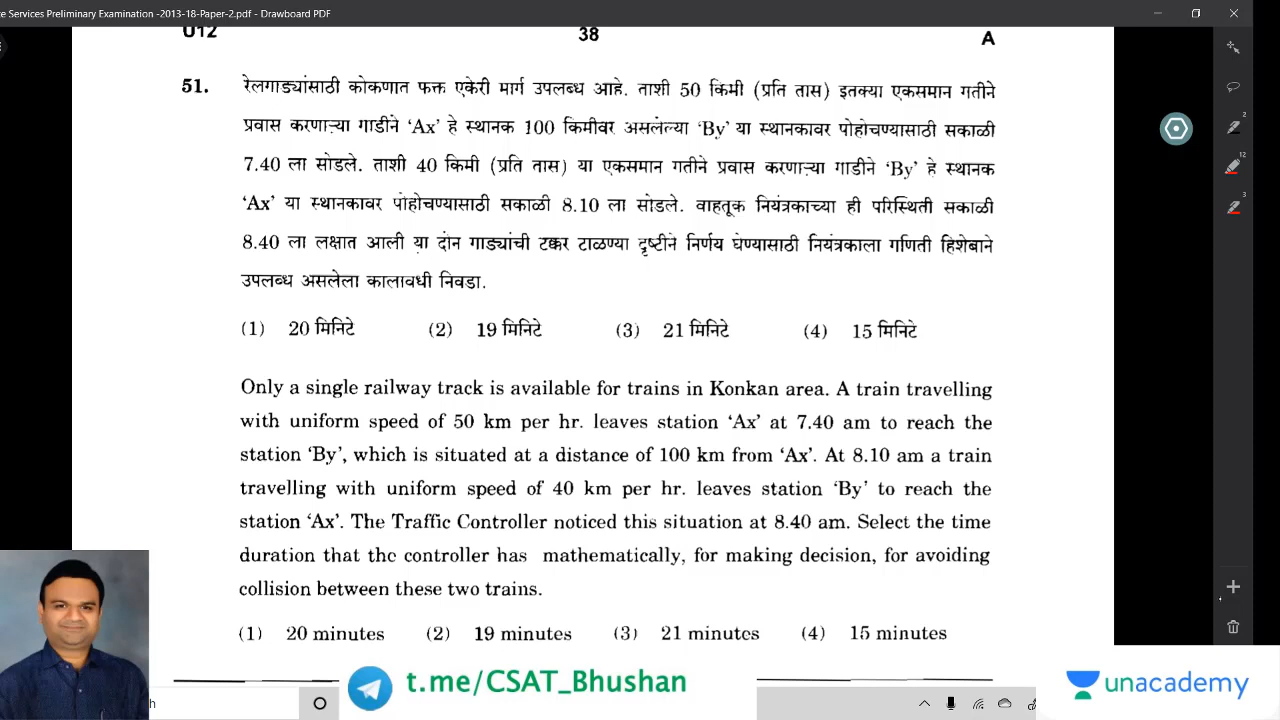 e Services Preliminary Examination -2013-18-Paper-2.pdf - Drawboard PDF
U12 38 A
51. रेलगाड्यांसाठी कोकणात फक्त एकेरी मार्ग उपलब्ध आहे. ताशी 50 किमी (प्रति तास) इतक्या एकसमान गतीने
प्रवास करणाऱ्या गाडीने ‘Ax’ हे स्थानक 100 किमीवर असलेल्या ‘By’ या स्थानकावर पोहोचण्यासाठी सकाळी
7.40 ला सोडले. ताशी 40 किमी (प्रति तास) या एकसमान गतीने प्रवास करणाऱ्या गाडीने ‘By’ हे स्थानक
‘Ax’ या स्थानकावर पोहोचण्यासाठी सकाळी 8.10 ला सोडले. वाहतूक नियंत्रकाच्या ही परिस्थिती सकाळी
8.40 ला लक्षात आली या दोन गाड्यांची टक्कर टाळण्या दृष्टीने निर्णय घेण्यासाठी नियंत्रकाला गणिती हिशेबाने
उपलब्ध असलेला कालावधी निवडा.
(1) 20 मिनिटे (2) 19 मिनिटे (3) 21 मिनिटे (4) 15 मिनिटे
Only a single railway track is available for trains in Konkan area. A train travelling
with uniform speed of 50 km per hr. leaves station ‘Ax’ at 7.40 am to reach the
station ‘By’, which is situated at a distance of 100 km from ‘Ax’. At 8.10 am a train
travelling with uniform speed of 40 km per hr. leaves station ‘By’ to reach the
station ‘Ax’. The Traffic Controller noticed this situation at 8.40 am. Select the time
duration that the controller has mathematically, for making decision, for avoiding
collision between these two trains.
(1) 20 minutes (2) 19 minutes (3) 21 minutes (4) 15 minutes
t.me/CSAT_Bhushan
unacademy
h
2
12
3